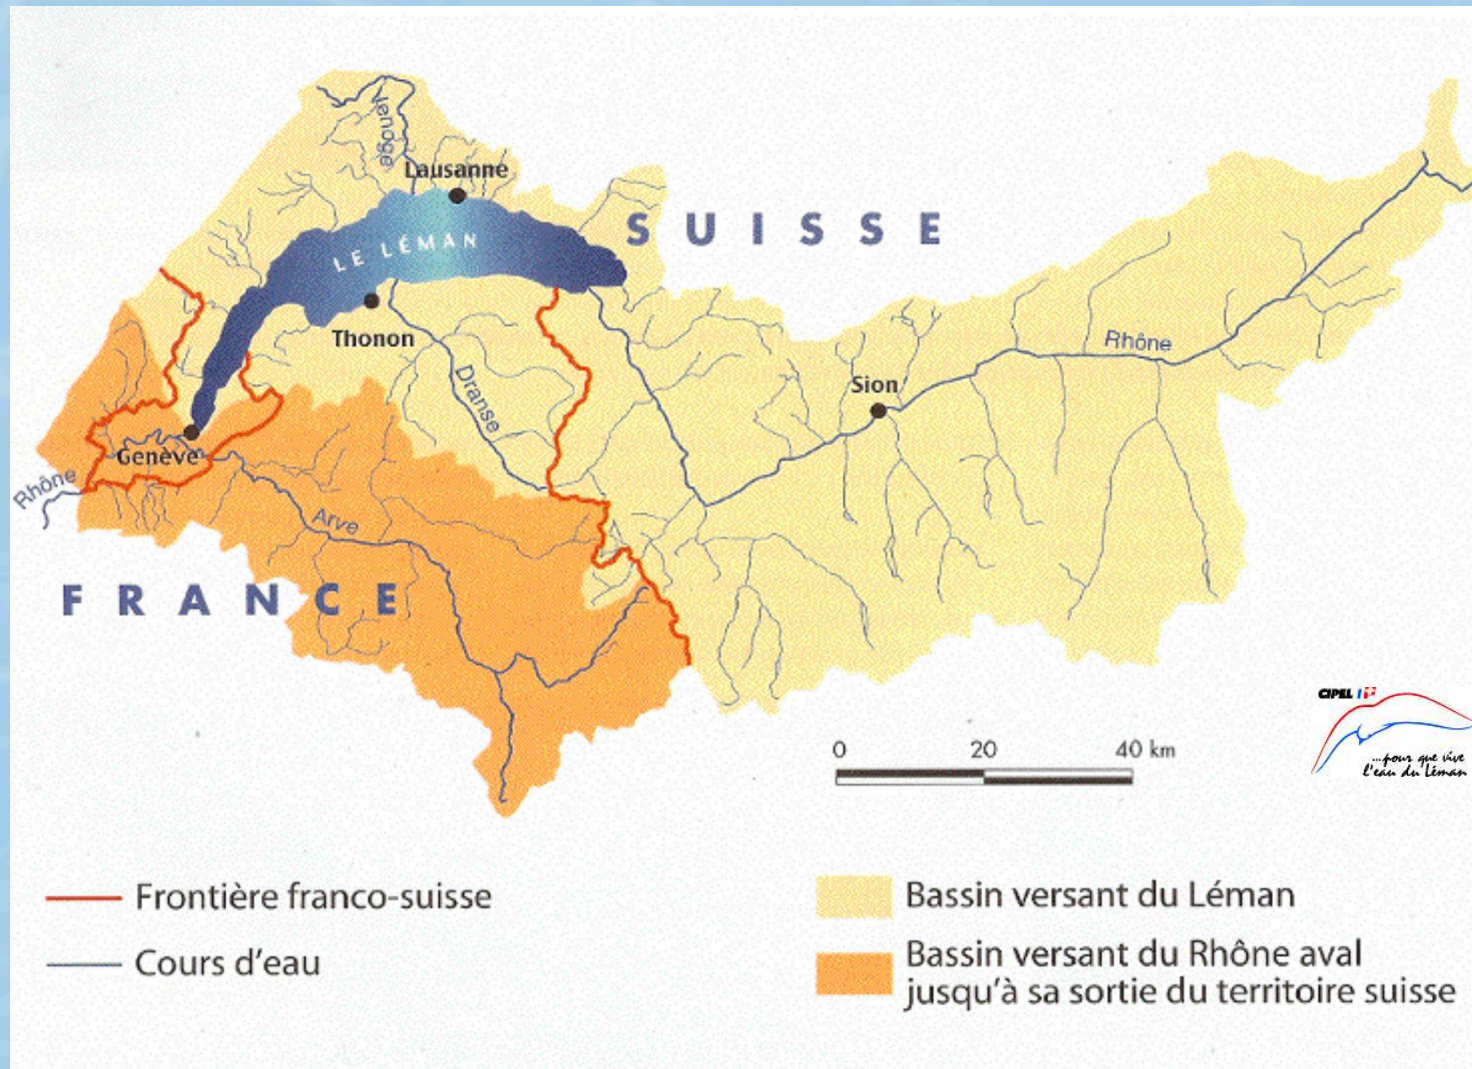 Venoge
Lausanne
SUISSE
LE LÉMAN
Thonon
Rhône
Dranse
Sion
Genève
Rhône
Arve
FRANCE
0 20 40 km
CIPEL
...pour que vive
l'eau du Léman
Frontière franco-suisse
Cours d'eau
Bassin versant du Léman
Bassin versant du Rhône aval
jusqu'à sa sortie du territoire suisse